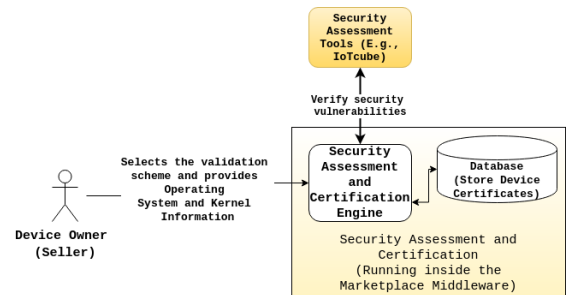 Security
Assessment
Tools (E.g.,
IoTcube)
Verify security
vulnerabilities
Selects the validation
scheme and provides
Operating
System and Kernel
Information
Device Owner
(Seller)
Security
Assessment
and
Certification
Engine
Database
(Store Device
Certificates)
Security Assessment and
Certification
(Running inside the
Marketplace Middleware)